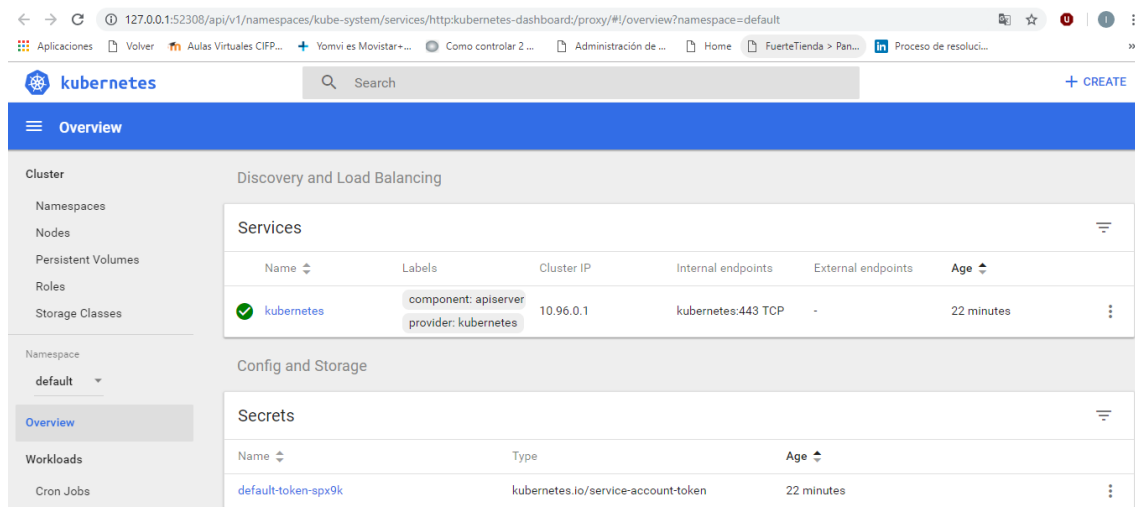 127.0.0.1:52308/api/v1/namespaces/kube-system/services/http:kubernetes-dashboard:/proxy/#!/overview?namespace=default
Aplicaciones Volver Aulas Virtuales CIFP... Yomvi es Movistar+... Como controlar 2 ... Administración de ... Home FuerteTienda > Pan... Proceso de resoluci... »
kubernetes Search + CREATE
Overview
Cluster
Namespaces
Nodes
Persistent Volumes
Roles
Storage Classes
Namespace
default
Overview
Workloads
Cron Jobs
Discovery and Load Balancing
Services
Name Labels Cluster IP Internal endpoints External endpoints Age
kubernetes component: apiserver 10.96.0.1 kubernetes:443 TCP - 22 minutes
provider: kubernetes
Config and Storage
Secrets
Name Type Age
default-token-spx9k kubernetes.io/service-account-token 22 minutes